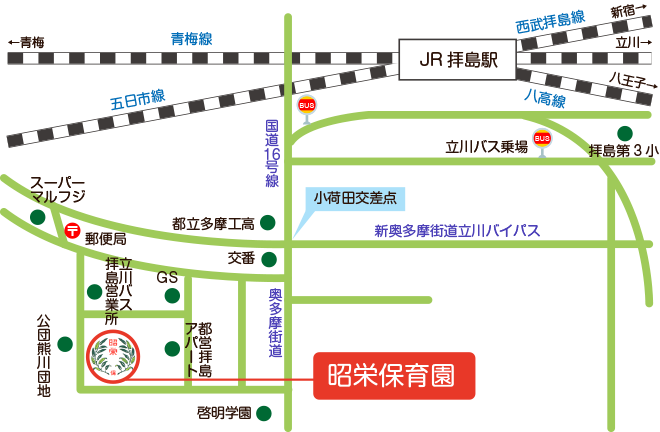 新宿→
西武拝島線
←青梅
青梅線
JR拝島駅
立川→
八王子→
八高線
五日市線
BUS
国道16号線
立川バス乗場
BUS
拝島第3小
スーパー
マルフジ
小荷田交差点
都立多摩工高
〒
郵便局
新奥多摩街道立川バイパス
交番
立川バス
拝島営業所
GS
奥多摩街道
公団熊川団地
昭
栄
保
都営拝島
アパート
昭栄保育園
啓明学園